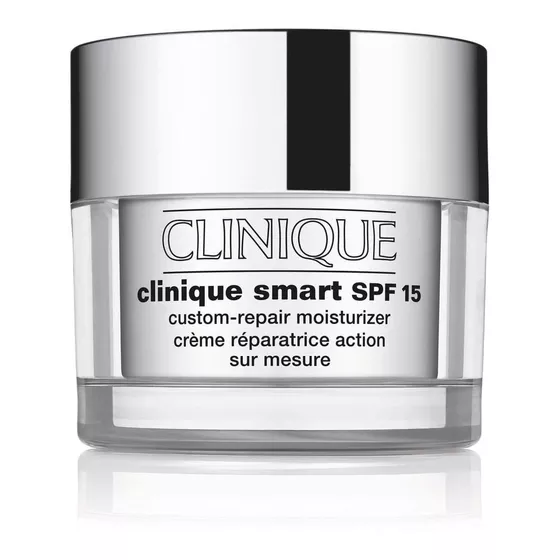 CLINIQUE
clinique smart SPF 15
custom-repair moisturizer
crème réparatrice action
sur mesure